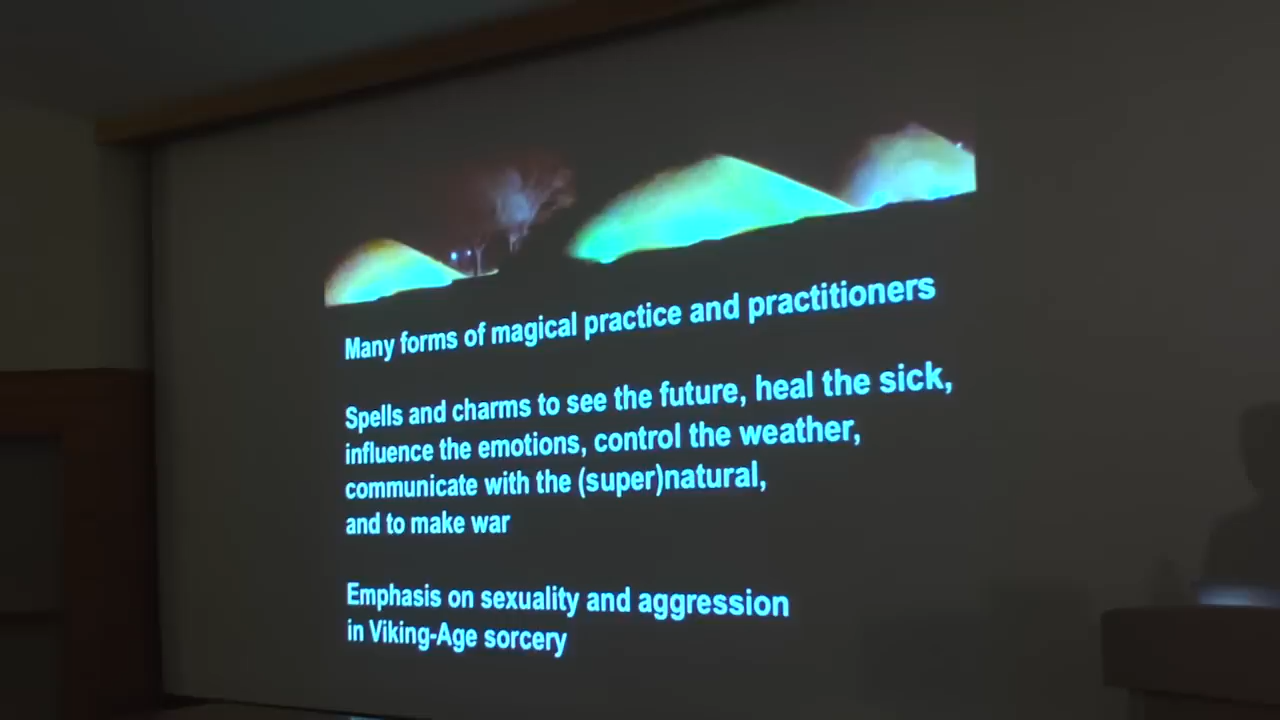 Many forms of magical practice and practitioners
Spells and charms to see the future, heal the sick,
influence the emotions, control the weather,
communicate with the (super)natural,
and to make war
Emphasis on sexuality and aggression
in Viking-Age sorcery